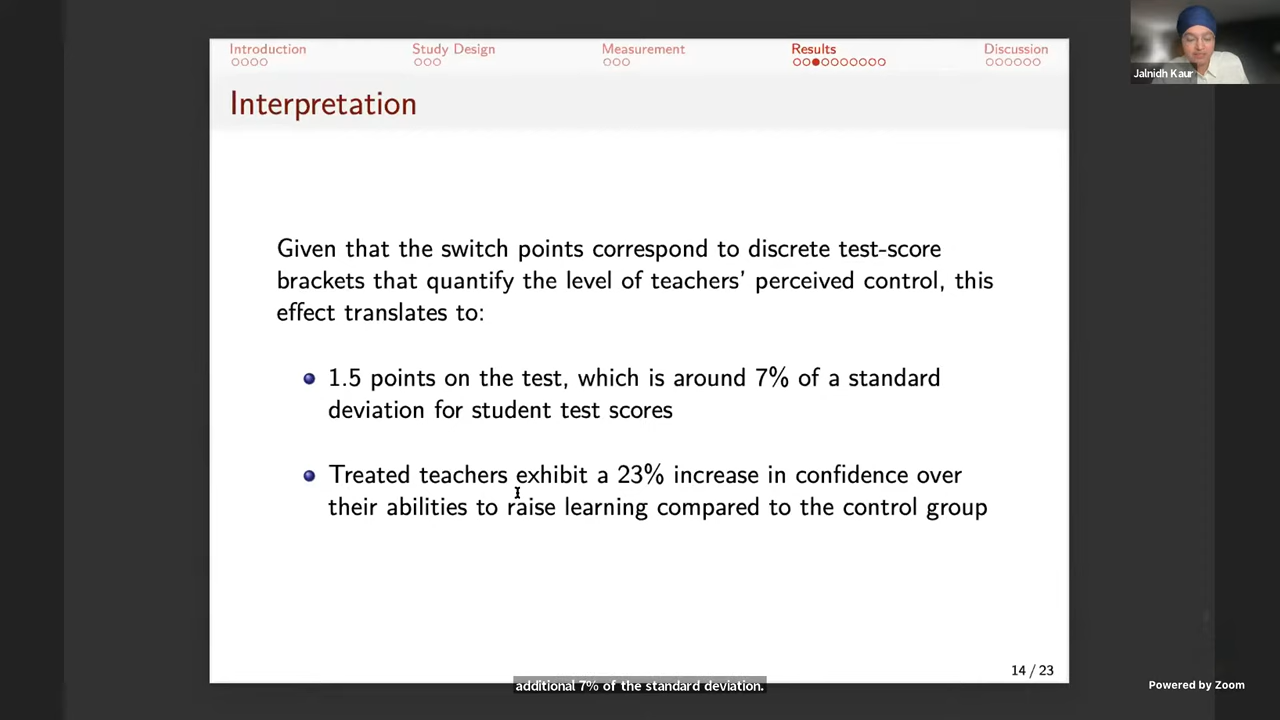 Introduction
Study Design
Measurement
Results
Discussion
Jalnidh Kaur
Interpretation
Given that the switch points correspond to discrete test-score
brackets that quantify the level of teachers' perceived control, this
effect translates to:
1.5 points on the test, which is around 7% of a standard
deviation for student test scores
Treated teachers exhibit a 23% increase in confidence over
their abilities to raise learning compared to the control group
14 / 23
additional 7% of the standard deviation.
Powered by Zoom